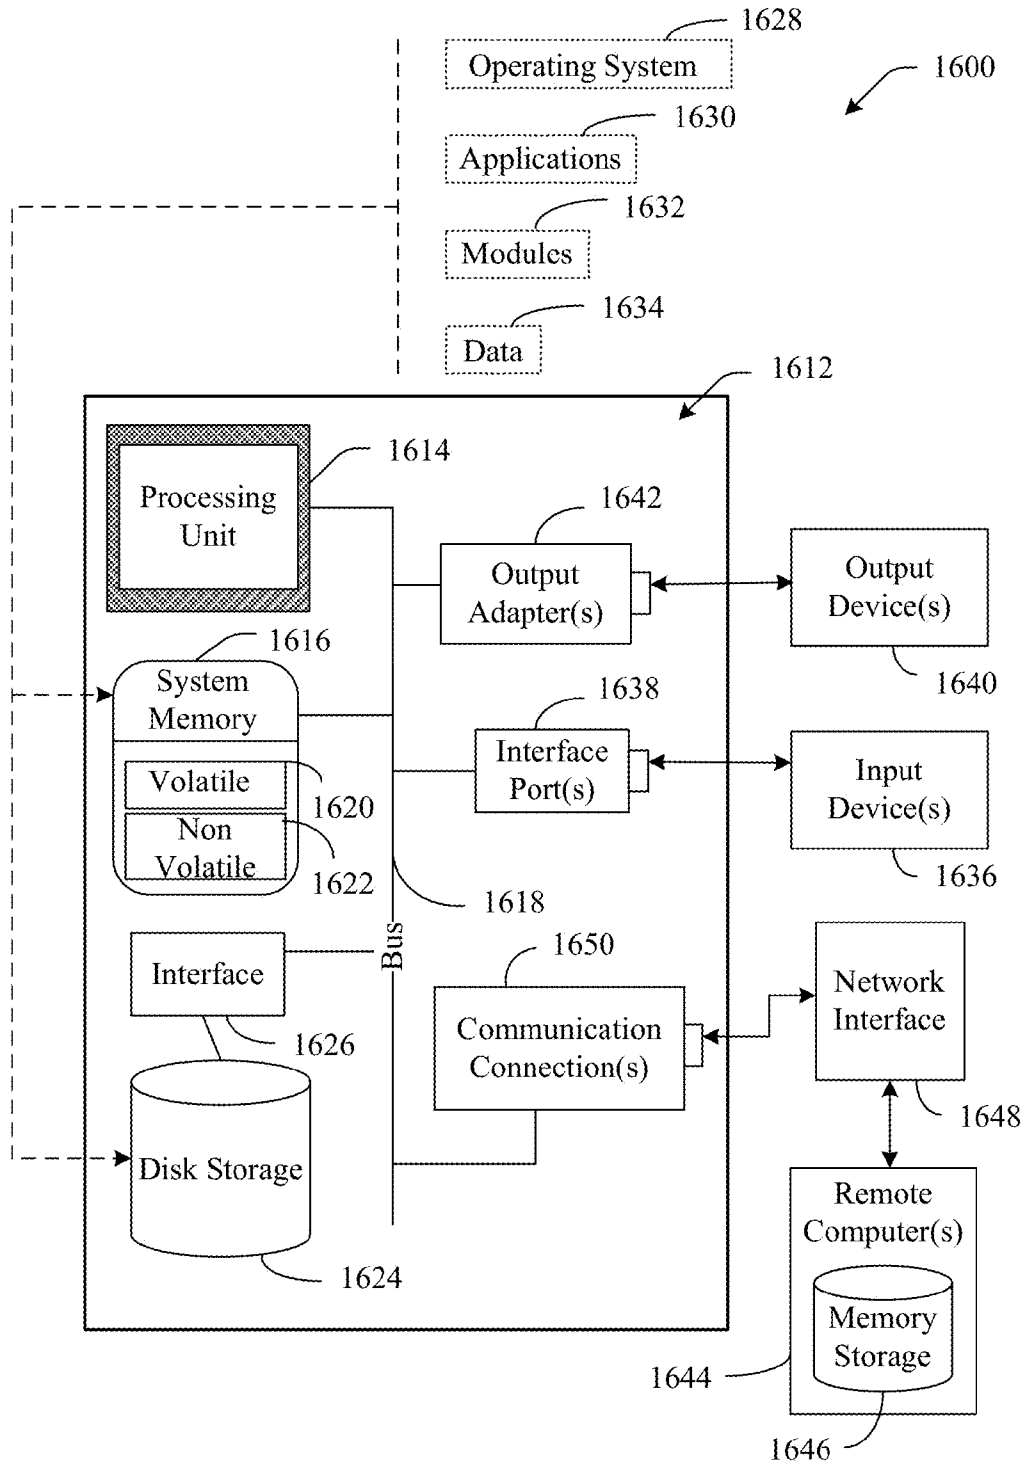 1628
Operating System
1600
1630
Applications
1632
Modules
1634
Data
1612
1614
Processing
Unit
1642
Output
Adapter(s)
Output
Device(s)
1640
1616
System
Memory
Volatile
1620
Non
Volatile
1622
1638
Interface
Port(s)
Input
Device(s)
1636
1618
Bus
Interface
1626
1650
Communication
Connection(s)
Network
Interface
1648
Disk Storage
1624
Remote
Computer(s)
Memory
Storage
1644
1646